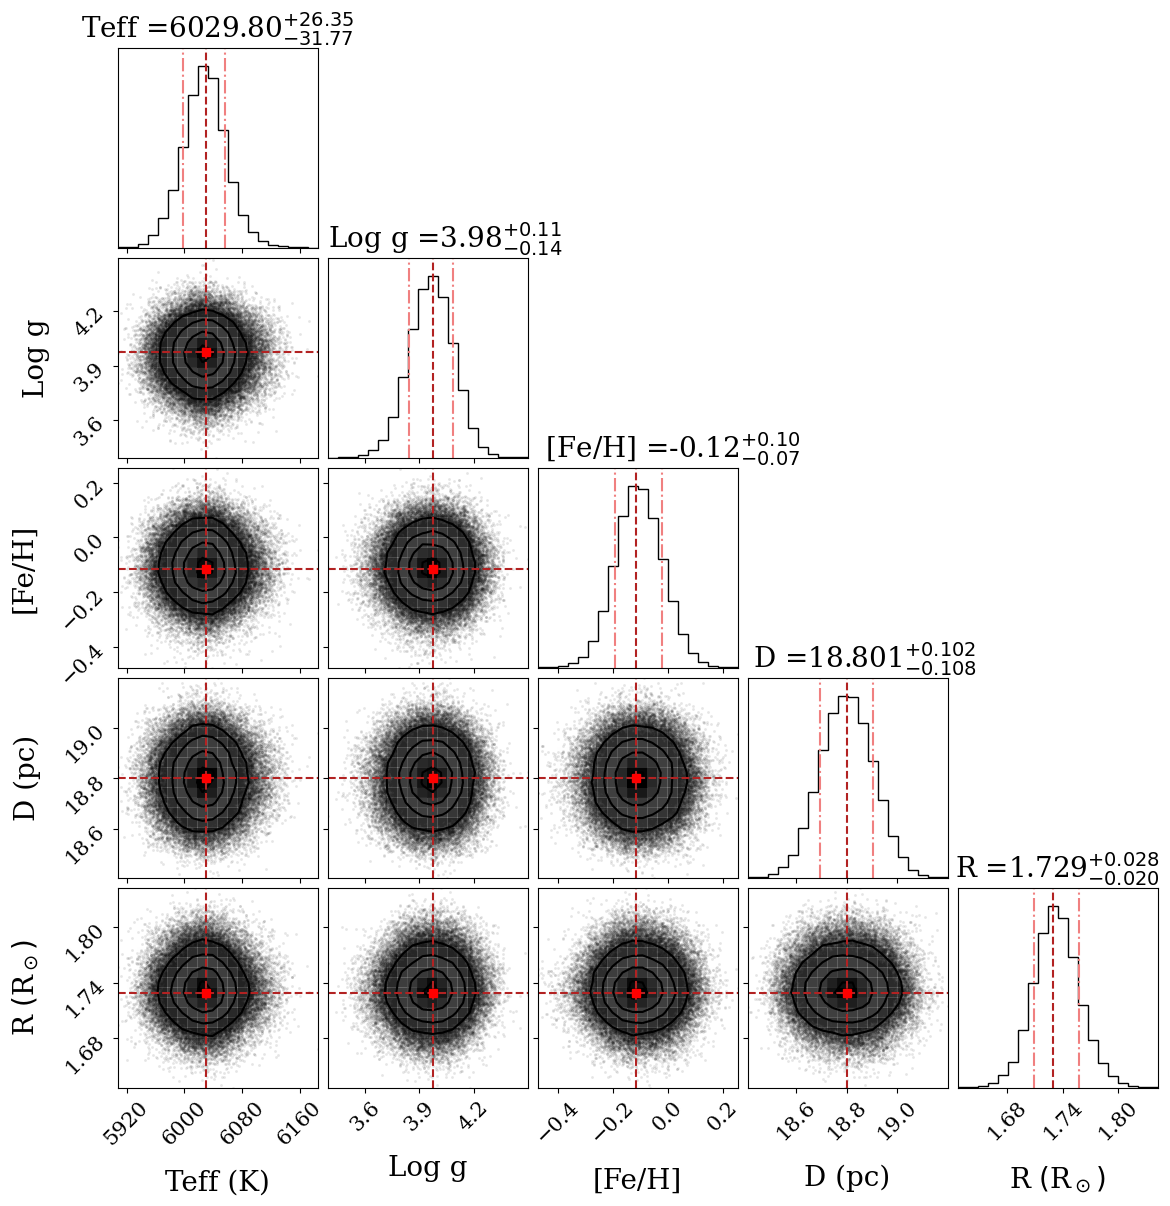 Teff =6029.80+26.35 −31.77
Log g =3.98+0.11 −0.14
Log g
4.2
3.9
3.6
[Fe/H] =-0.12+0.10 −0.07
[Fe/H]
0.2
0.0
−0.2
−0.4
D =18.801+0.102 −0.108
D (pc)
19.0
18.8
18.6
R =1.729+0.028 −0.020
R (R⊙)
1.80
1.74
1.68
5920 6000 6080 6160
3.6 3.9 4.2
−0.4 −0.2 0.0 0.2
18.6 18.8 19.0
1.68 1.74 1.80
Teff (K)
Log g
[Fe/H]
D (pc)
R (R⊙)